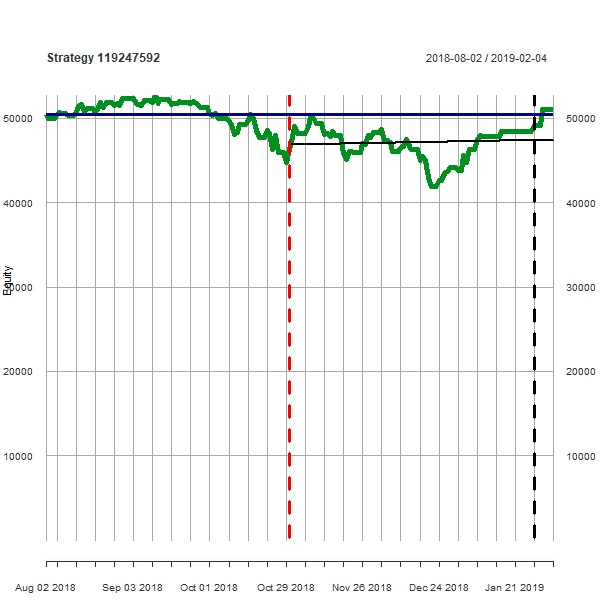 Strategy 119247592
2018-08-02 / 2019-02-04
50000 50000
40000 40000
Equity
30000 30000
20000 20000
10000 10000
Aug 02 2018 Sep 03 2018 Oct 01 2018 Oct 29 2018 Nov 26 2018 Dec 24 2018 Jan 21 2019